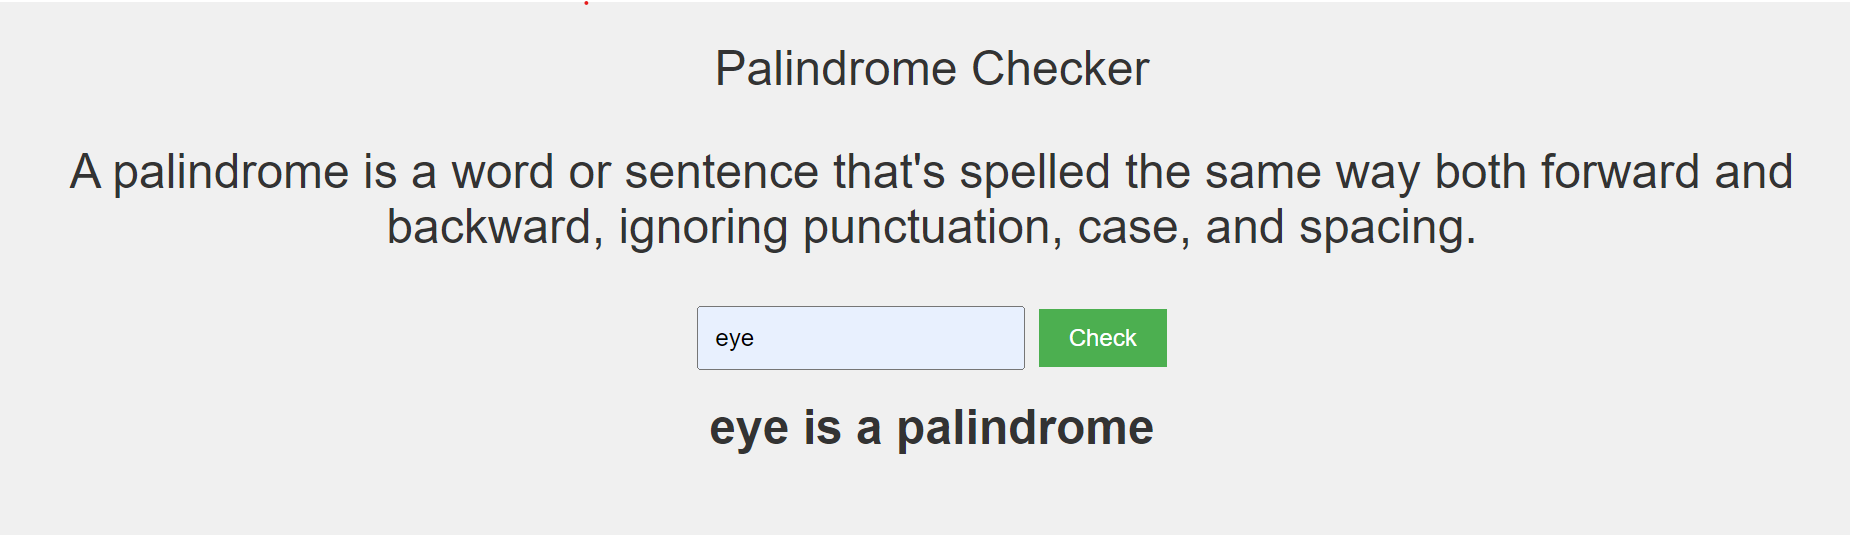 Palindrome Checker
A palindrome is a word or sentence that's spelled the same way both forward and
backward, ignoring punctuation, case, and spacing.
eye
Check
eye is a palindrome